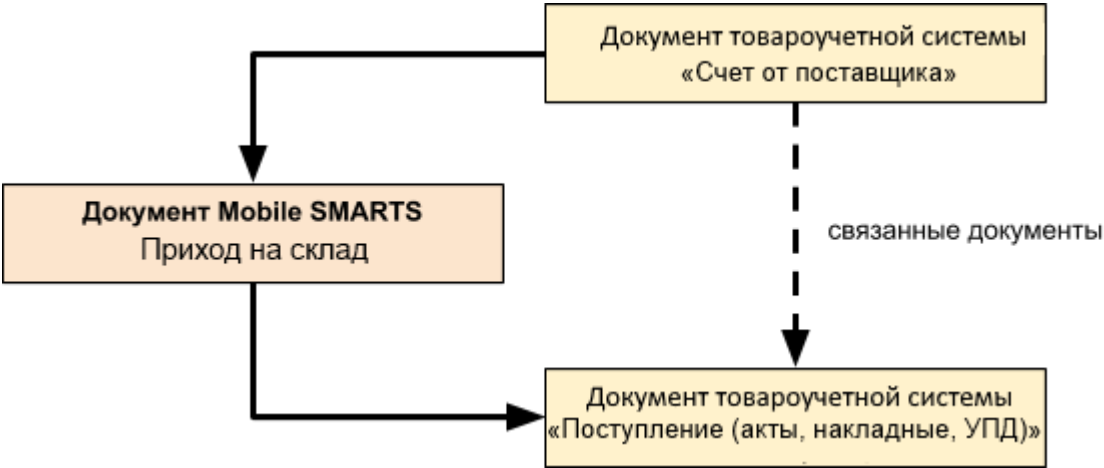 Документ товароучетной системы
«Счет от поставщика»
Документ Mobile SMARTS
Приход на склад
связанные документы
Документ товароучетной системы
«Поступление (акты, накладные, УПД)»